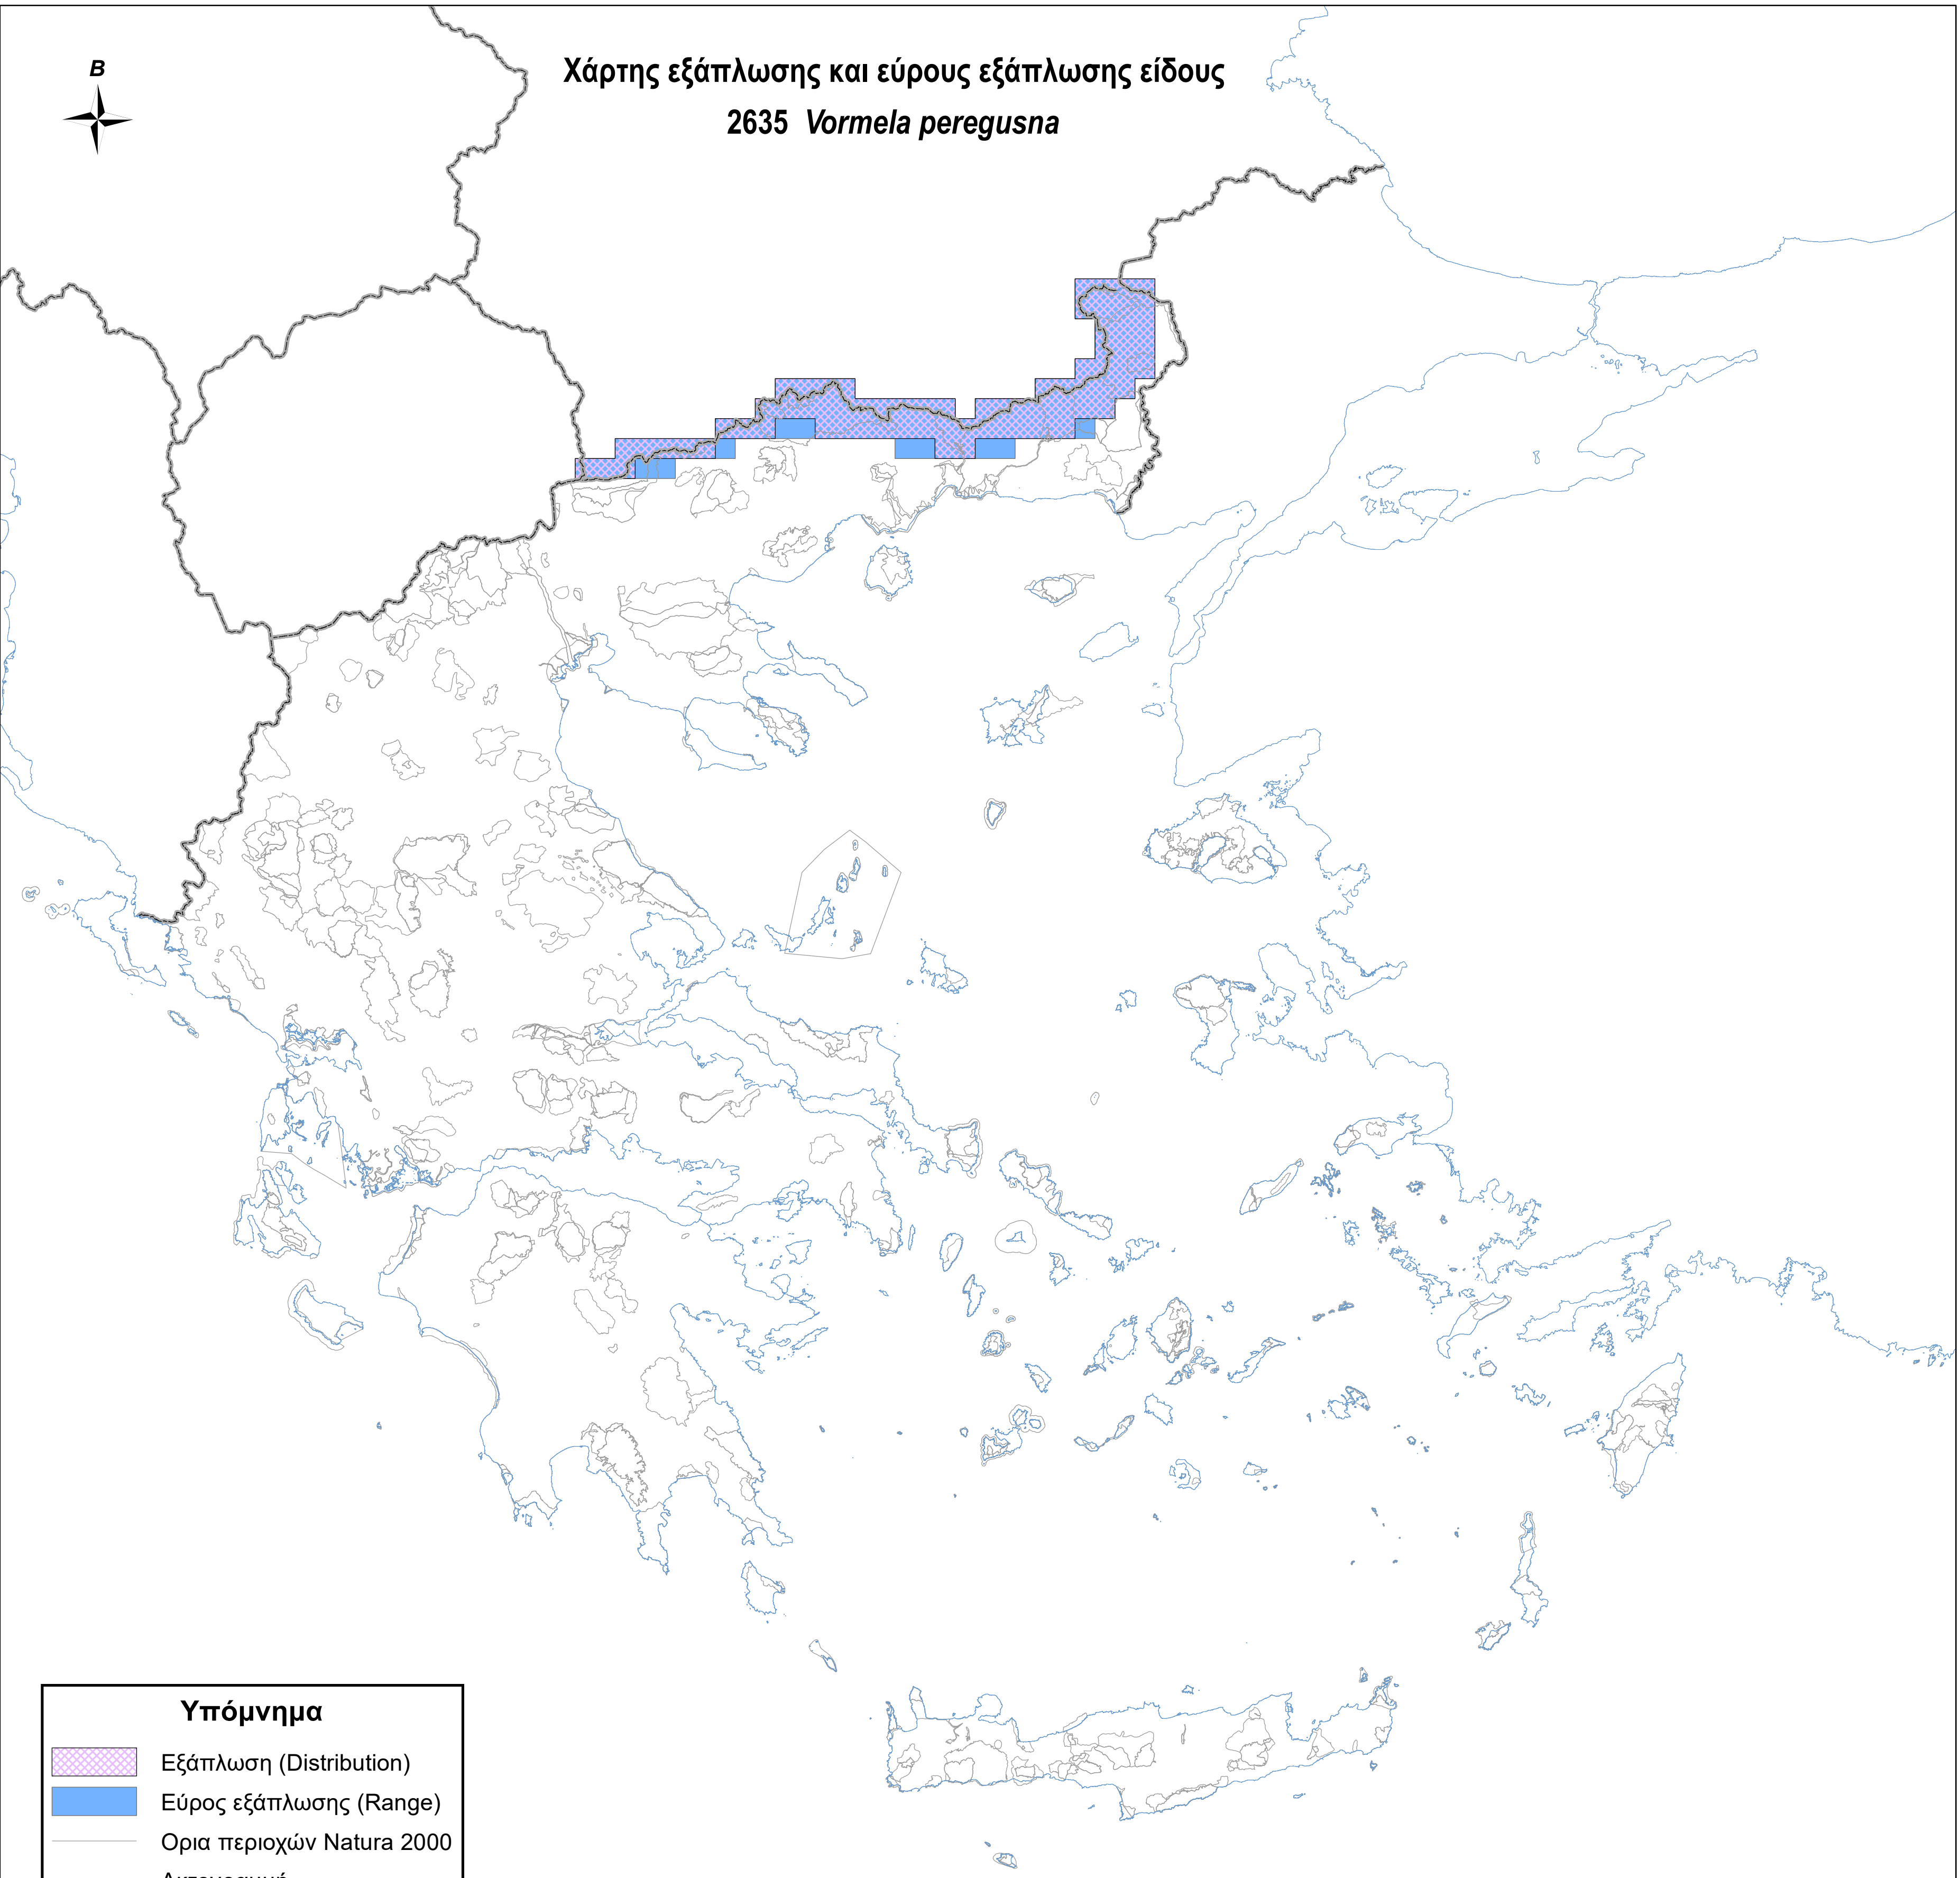 Β
Χάρτης εξάπλωσης και εύρους εξάπλωσης είδους
2635 Vormela peregusna
Υπόμνημα
Εξάπλωση (Distribution)
Εύρος εξάπλωσης (Range)
Ορια περιοχών Natura 2000